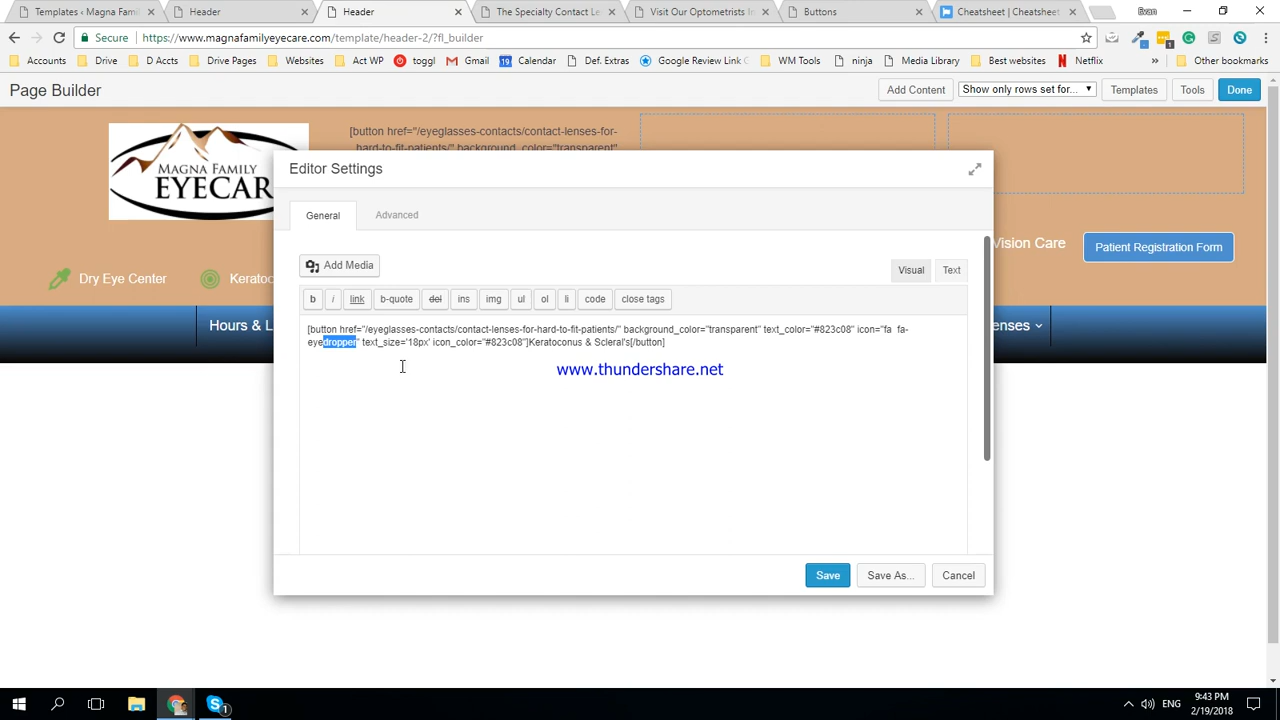 Templates ‹ Magna Famil
Header
Header
The Specialty Contact Le
Visit Our Optometrists In
Buttons
Cheatsheet | Cheatsheet
Evan
Secure
https://www.magnafamilyeyecare.com/template/header-2/?fl_builder
Accounts
Drive
D Accts
Drive Pages
Websites
Act WP
toggl
Gmail
19
Calendar
Def. Extras
Google Review Link C
WM Tools
ninja
Media Library
Best websites
Netflix
»
Other bookmarks
Page Builder
Add Content
Show only rows set for...
Templates
Tools
Done
MAGNA FAMILY
EYECAR
[button href="/eyeglasses-contacts/contact-lenses-for-
hard-to-fit-patients/" background_color="transparent"
Editor Settings
General
Advanced
Add Media
Visual
Text
b
i
link
b-quote
del
ins
img
ul
ol
li
code
close tags
[button href="/eyeglasses-contacts/contact-lenses-for-hard-to-fit-patients/" background_color="transparent" text_color="#823c08" icon="fa fa-
eyedropper" text_size='18px' icon_color="#823c08"]Keratoconus & Scleral's[/button]
www.thundershare.net
Vision Care
Patient Registration Form
Dry Eye Center
Keratoc
Hours & L
enses
Save
Save As...
Cancel
1
ENG
9:43 PM
2/19/2018